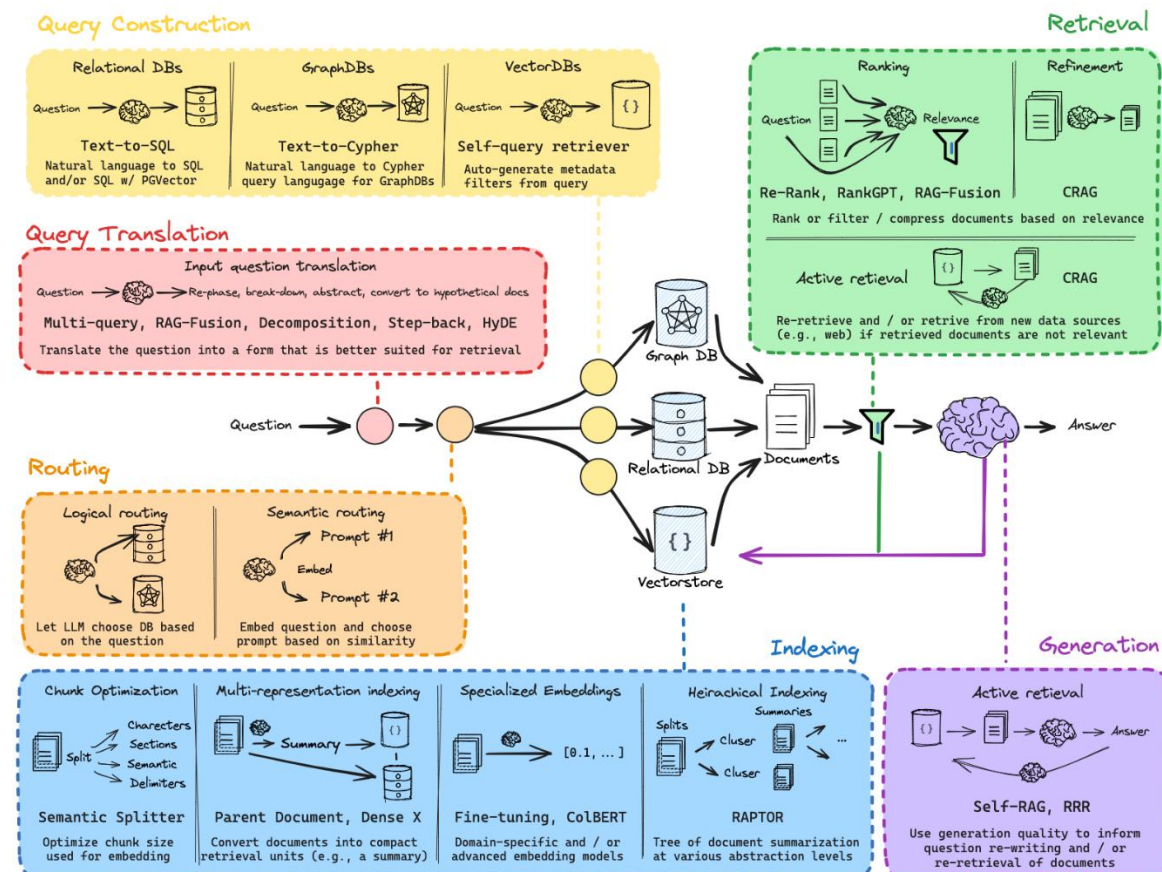 Query Construction
Relational DBs
Question
Text-to-SQL
Natural language to SQL
and/or SQL w/ PGVector
GraphDBs
Question
Text-to-Cypher
Natural language to Cypher
query langugage for GraphDBs
VectorDBs
Question
{ }
Self-query retriever
Auto-generate metadata
filters from query
Retrieval
Ranking
Question
Relevance
Re-Rank, RankGPT, RAG-Fusion
Refinement
CRAG
Rank or filter / compress documents based on relevance
Active retieval
{ }
CRAG
Re-retrieve and / or retrive from new data sources
(e.g., web) if retrieved documents are not relevant
Query Translation
Input question translation
Question
Re-phase, break-down, abstract, convert to hypothetical docs
Multi-query, RAG-Fusion, Decomposition, Step-back, HyDE
Translate the question into a form that is better suited for retrieval
Question
Graph DB
Relational DB
{ }
Vectorstore
Documents
Answer
Routing
Logical routing
Let LLM choose DB based
on the question
Semantic routing
Prompt #1
Embed
Prompt #2
Embed question and choose
prompt based on similarity
Indexing
Chunk Optimization
Split
Charecters
Sections
Semantic
Delimiters
Semantic Splitter
Optimize chunk size
used for embedding
Multi-representation indexing
Summary
{ }
Parent Document, Dense X
Convert documents into compact
retrieval units (e.g., a summary)
Specialized Embeddings
[0.1, ...]
Fine-tuning, ColBERT
Domain-specific and / or
advanced embedding models
Heirachical Indexing
Summaries
Splits
Cluser
...
Cluser
RAPTOR
Tree of document summarization
at various abstraction levels
Generation
Active retieval
{ }
Answer
Self-RAG, RRR
Use generation quality to inform
question re-writing and / or
re-retrieval of documents